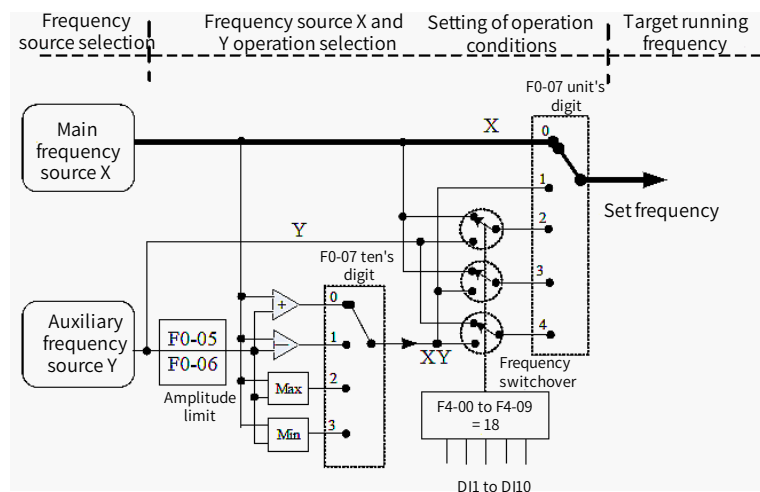 Frequency
source selection
Frequency source X and
Y operation selection
Setting of operation
conditions
Target running
frequency
F0-07 unit's
digit
Main
frequency
source X
X
0
1
2
3
4
Set frequency
Y
F0-07 ten's
digit
Auxiliary
frequency
source Y
F0-05
F0-06
Amplitude
limit
+
−
Max
Min
0
1
2
3
XY
Frequency
switchover
F4-00 to F4-09
= 18
DI1 to DI10